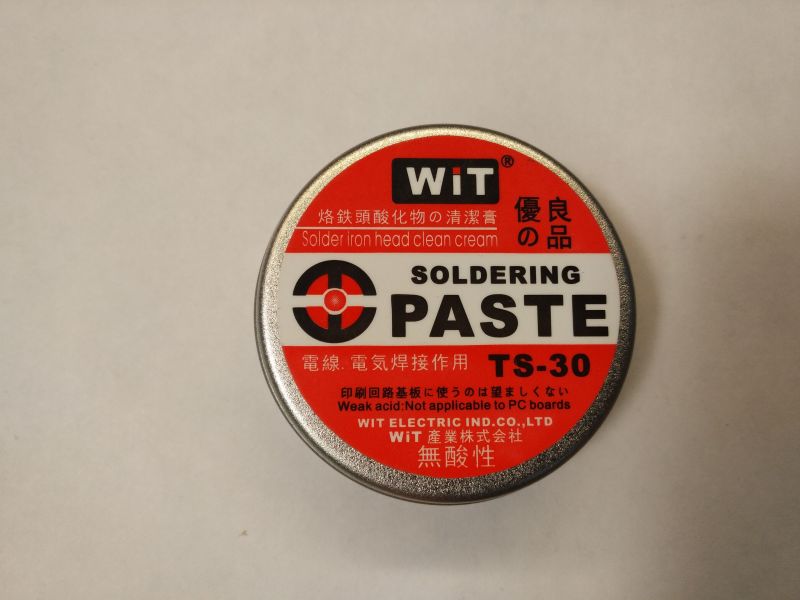 WiT®
烙鉄頭酸化物の清潔膏
Solder iron head clean cream
優良
の品
SOLDERING
PASTE
電線.電気焊接作用 TS-30
印刷回路基板に使うのは望ましくない
Weak acid:Not applicable to PC boards
WIT ELECTRIC IND.CO.,LTD
WiT 產業株式会社
無酸性